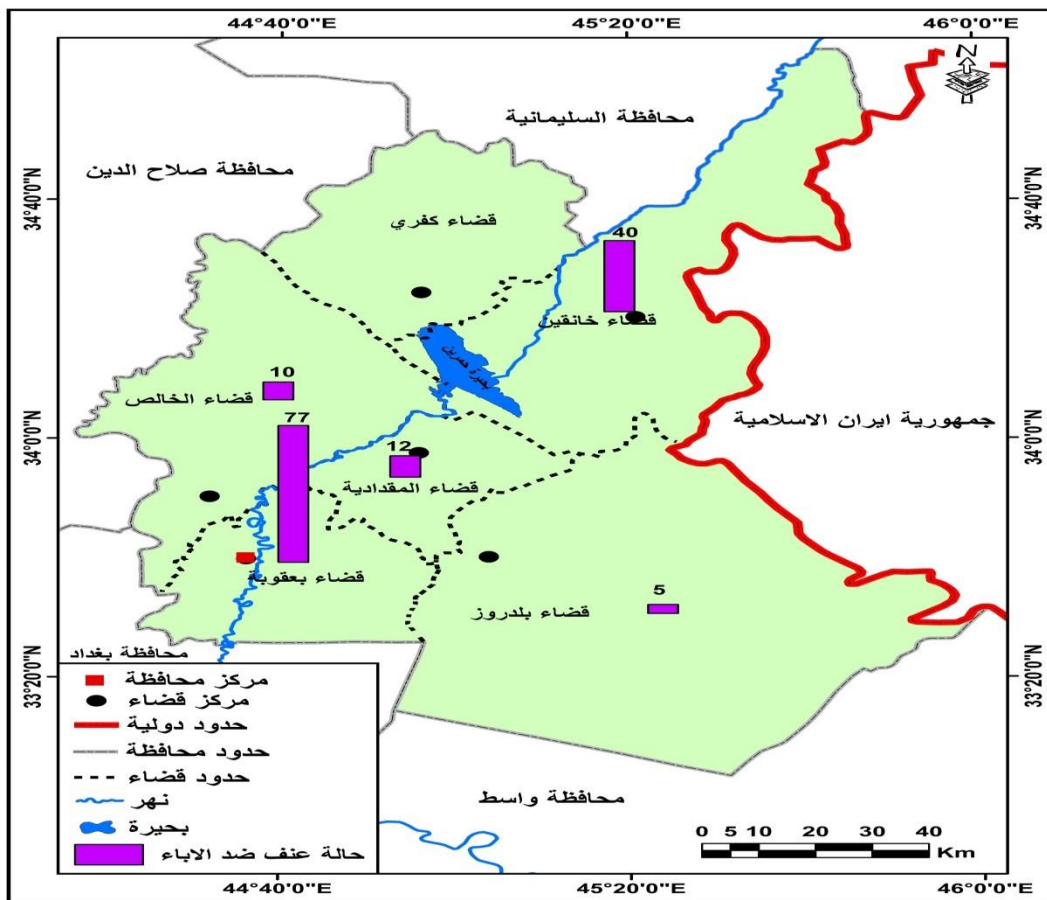 44°40'0"E
45°20'0"E
46°0'0"E
N
محافظة السليمانية
محافظة صلاح الدين
34°40'0"N
34°40'0"N
قضاء كفري
40
قضاء خانقين
بحيرة حمرين
10
قضاء الخالص
77
جمهورية ايران الاسلامية
34°0'0"N
34°0'0"N
12
قضاء المقدادية
قضاء بعقوبة
5
قضاء بلدروز
محافظة بغداد
33°20'0"N
33°20'0"N
مركز محافظة
مركز قضاء
حدود دولية
حدود محافظة
حدود قضاء
نهر
بحيرة
حالة عنف ضد الاباء
محافظة واسط
0 5 10 20 30 40
Km
44°40'0"E
45°20'0"E
46°0'0"E